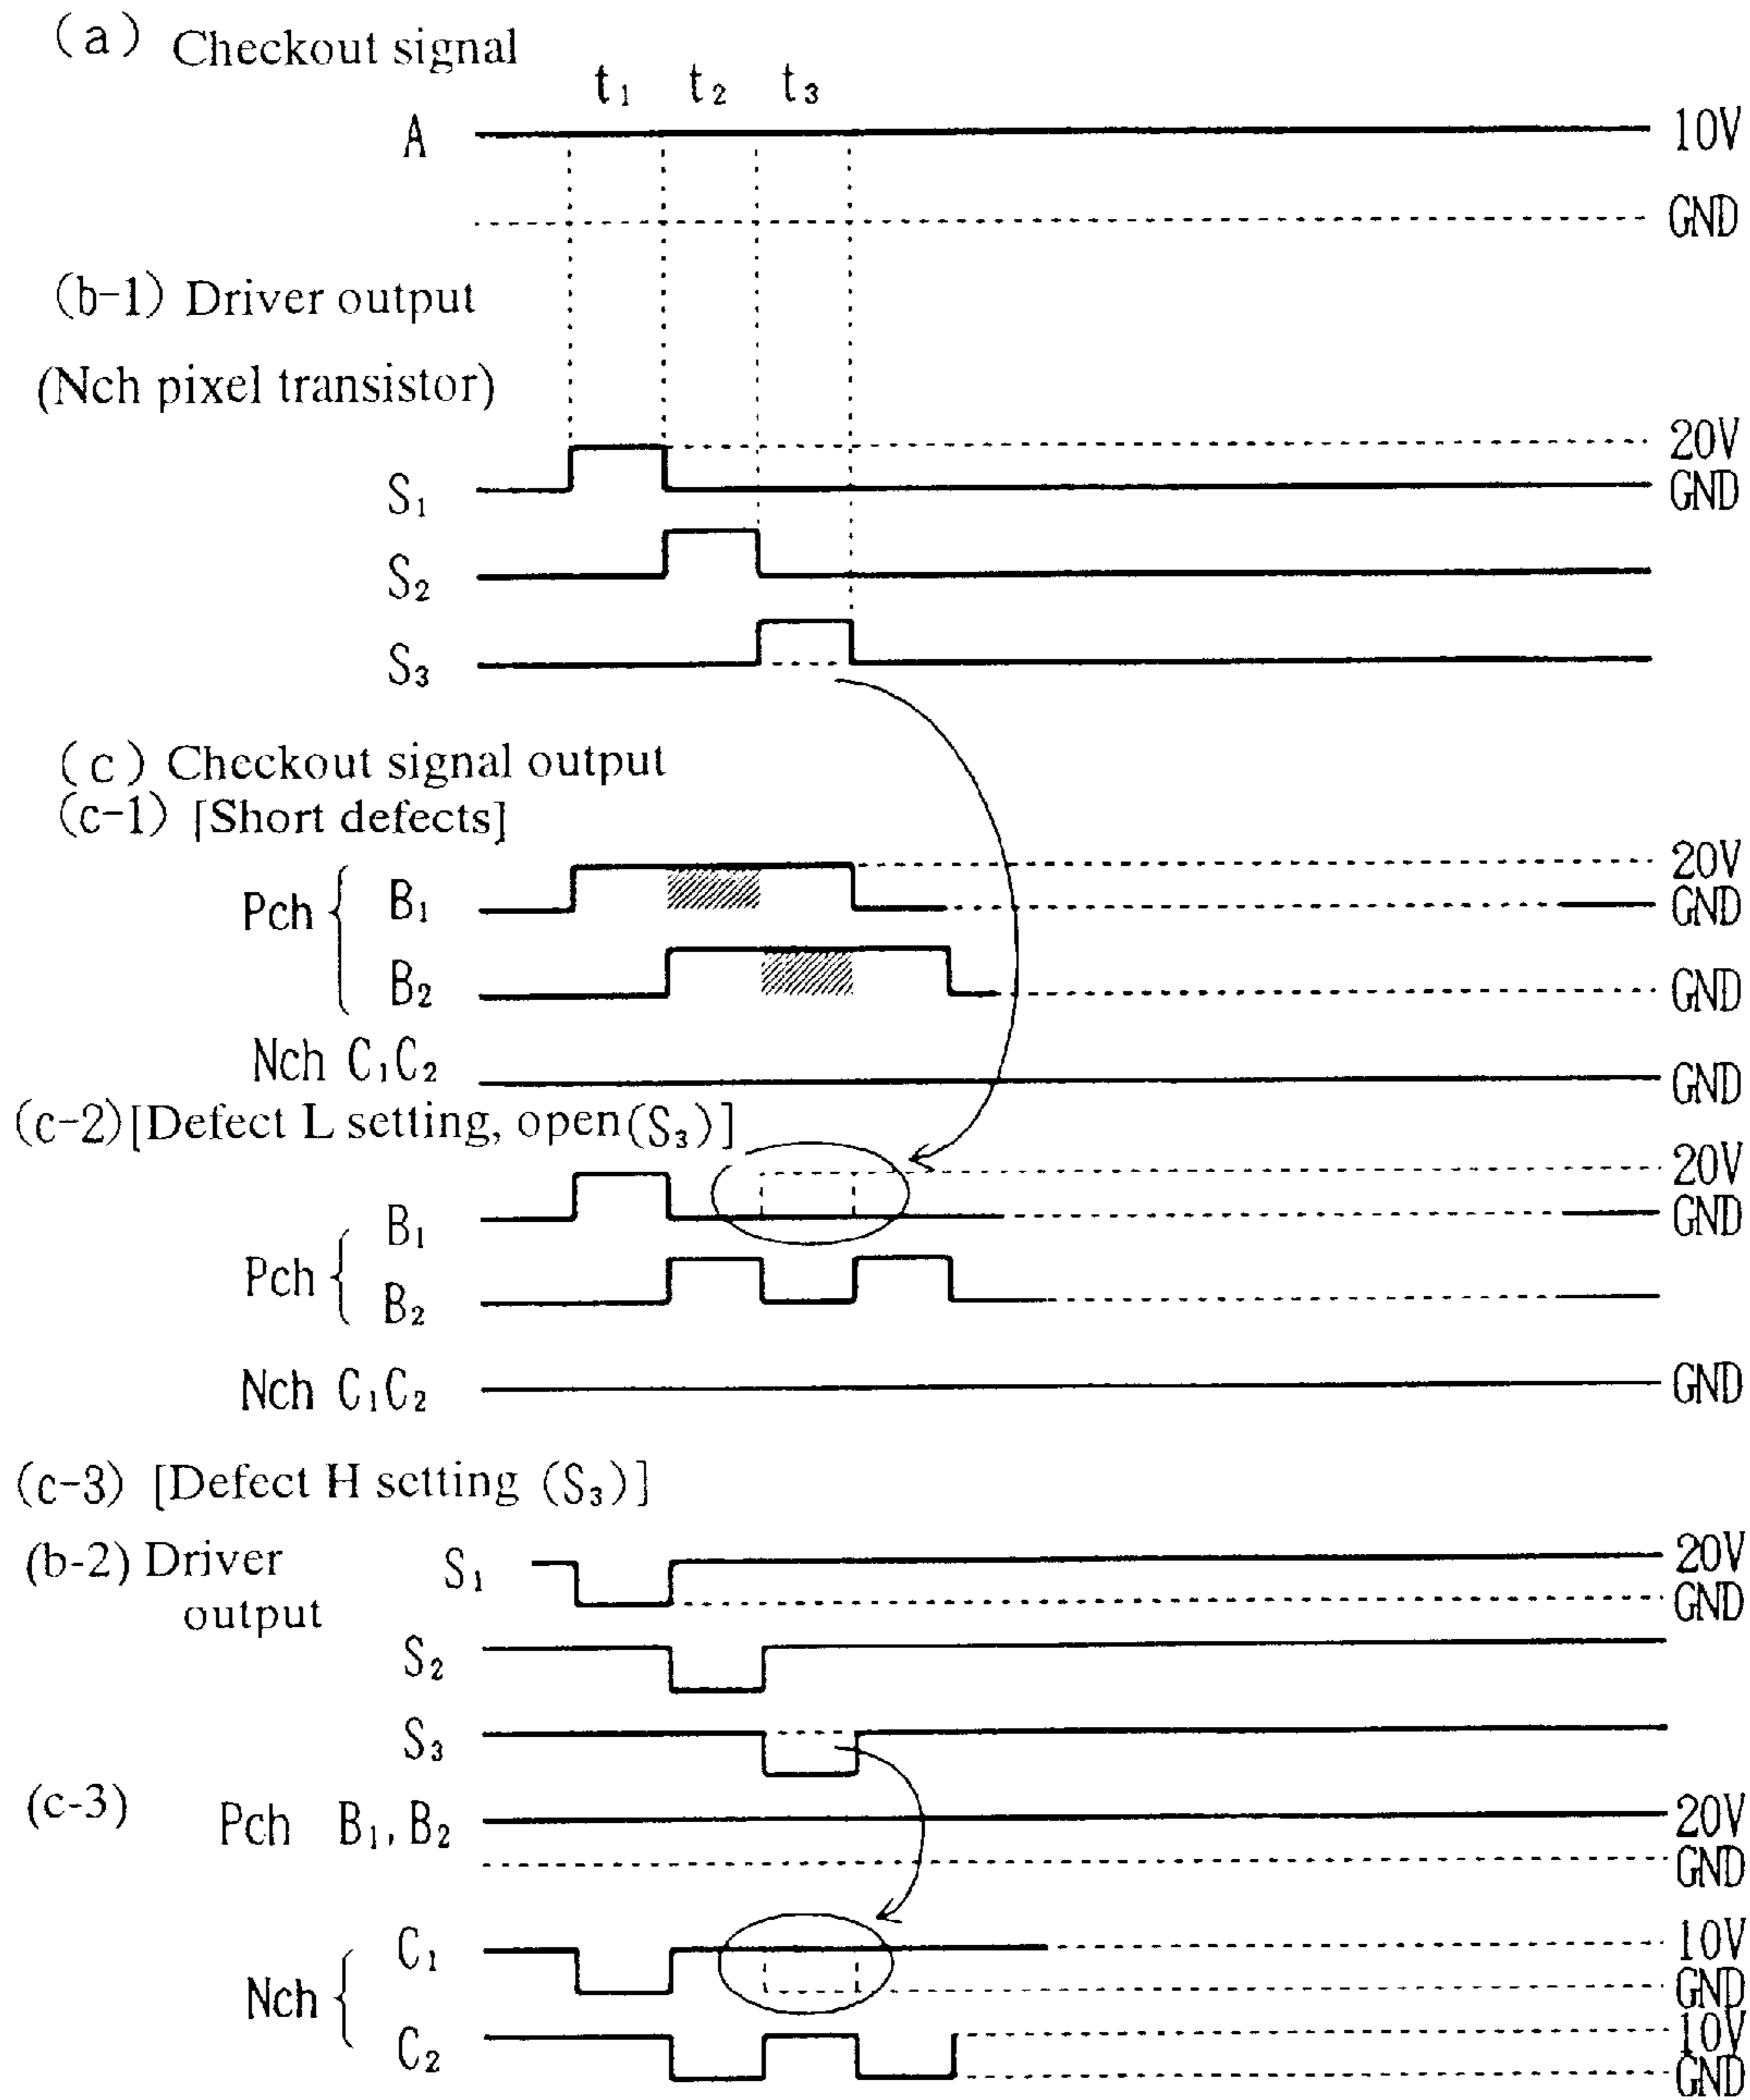 (a) Checkout signal
t₁ t₂ t₃
A 10V
GND
(b-1) Driver output
(Nch pixel transistor)
20V
S₁ GND
S₂
S₃
(c) Checkout signal output
(c-1) [Short defects]
20V
Pch { B₁ GND
B₂ GND
Nch C₁C₂ GND
(c-2)[Defect L setting, open(S₃)]
20V
B₁ GND
Pch {
B₂
Nch C₁C₂ GND
(c-3) [Defect H setting (S₃)]
(b-2) Driver output S₁ 20V
GND
S₂
S₃
(c-3) Pch B₁, B₂ 20V
GND
C₁ 10V
Nch { GND
10V
C₂ GND